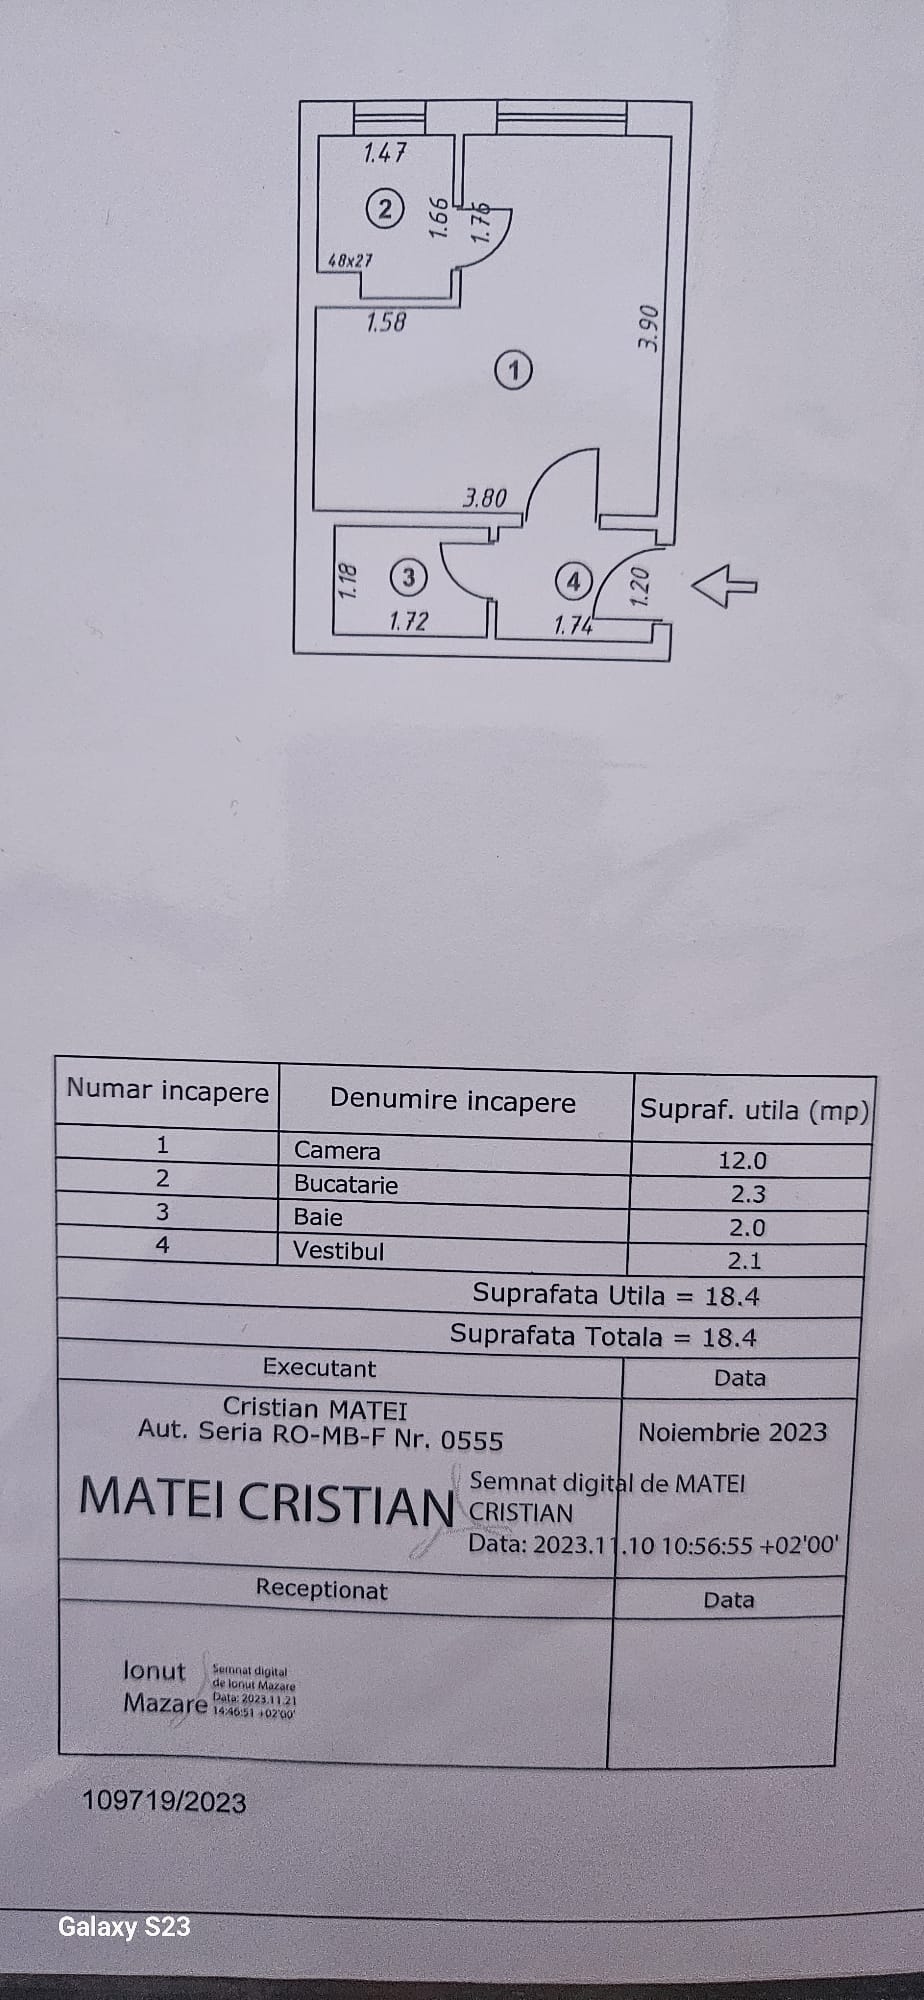 1.47
2
1.66
1.76
48x27
1.58
3.90
1
3.80
1.18
3
1.72
4
1.20
1.74
Numar incapere Denumire incapere Supraf. utila (mp)
1 Camera 12.0
2 Bucatarie 2.3
3 Baie 2.0
4 Vestibul 2.1
Suprafata Utila = 18.4
Suprafata Totala = 18.4
Executant Data
Cristian MATEI
Aut. Seria RO-MB-F Nr. 0555
Noiembrie 2023
MATEI CRISTIAN
Semnat digital de MATEI
CRISTIAN
Data: 2023.11.10 10:56:55 +02'00'
Receptionat Data
Ionut
Mazare
Semnat digital
de Ionut Mazare
Data: 2023.11.21
14:46:51 +02'00'
109719/2023
Galaxy S23